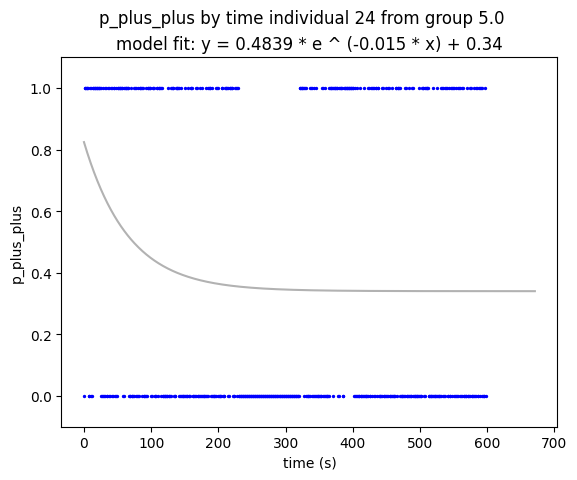 p_plus_plus by time individual 24 from group 5.0
model fit: y = 0.4839 * e ^ (-0.015 * x) + 0.34
1.0
0.8
0.6
0.4
0.2
0.0
p_plus_plus
0 100 200 300 400 500 600 700
time (s)